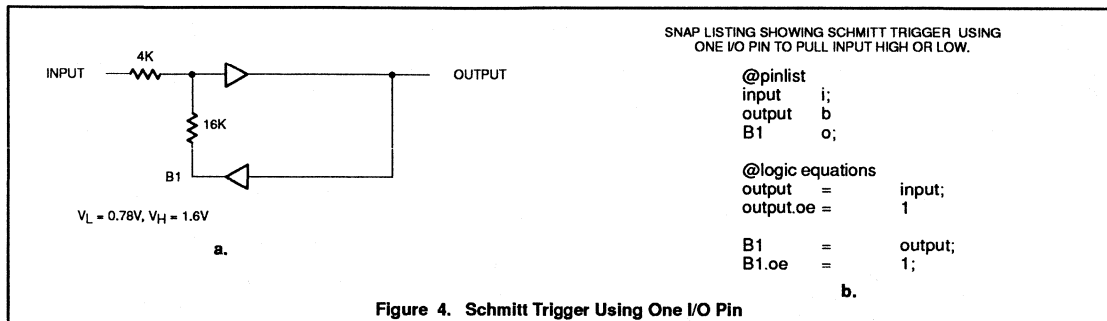 4K
INPUT
OUTPUT
16K
B1
VL = 0.78V, VH = 1.6V
a.
SNAP LISTING SHOWING SCHMITT TRIGGER USING
ONE I/O PIN TO PULL INPUT HIGH OR LOW.
@pinlist
input i;
output b
B1 o;
@logic equations
output = input;
output.oe = 1
B1 = output;
B1.oe = 1;
b.
Figure 4. Schmitt Trigger Using One I/O Pin